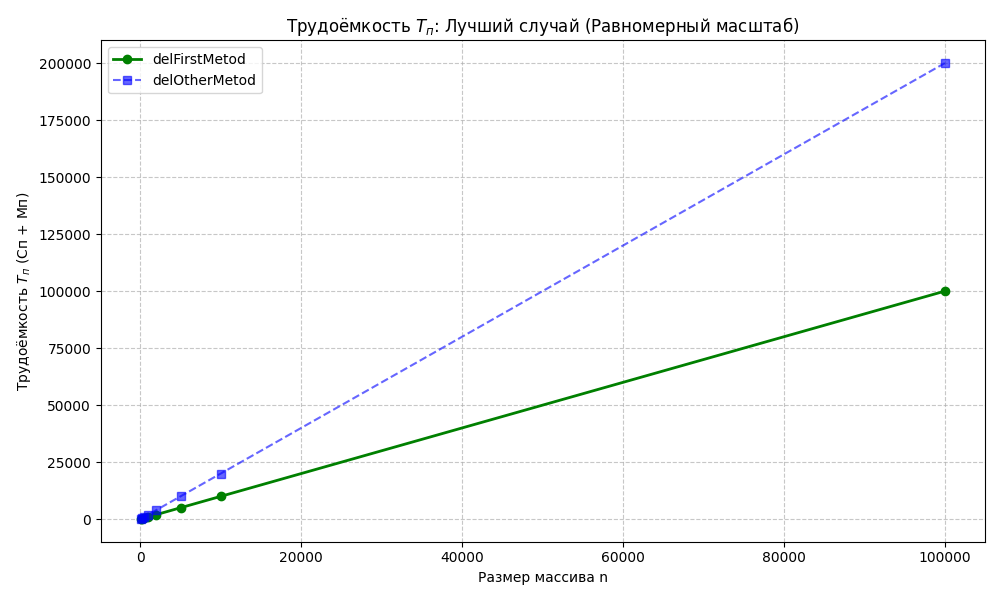 Трудоёмкость Tп: Лучший случай (Равномерный масштаб)
delFirstMetod
delOtherMetod
200000
175000
150000
125000
100000
75000
50000
25000
0
Трудоёмкость Tп (Сп + Мп)
0 20000 40000 60000 80000 100000
Размер массива n